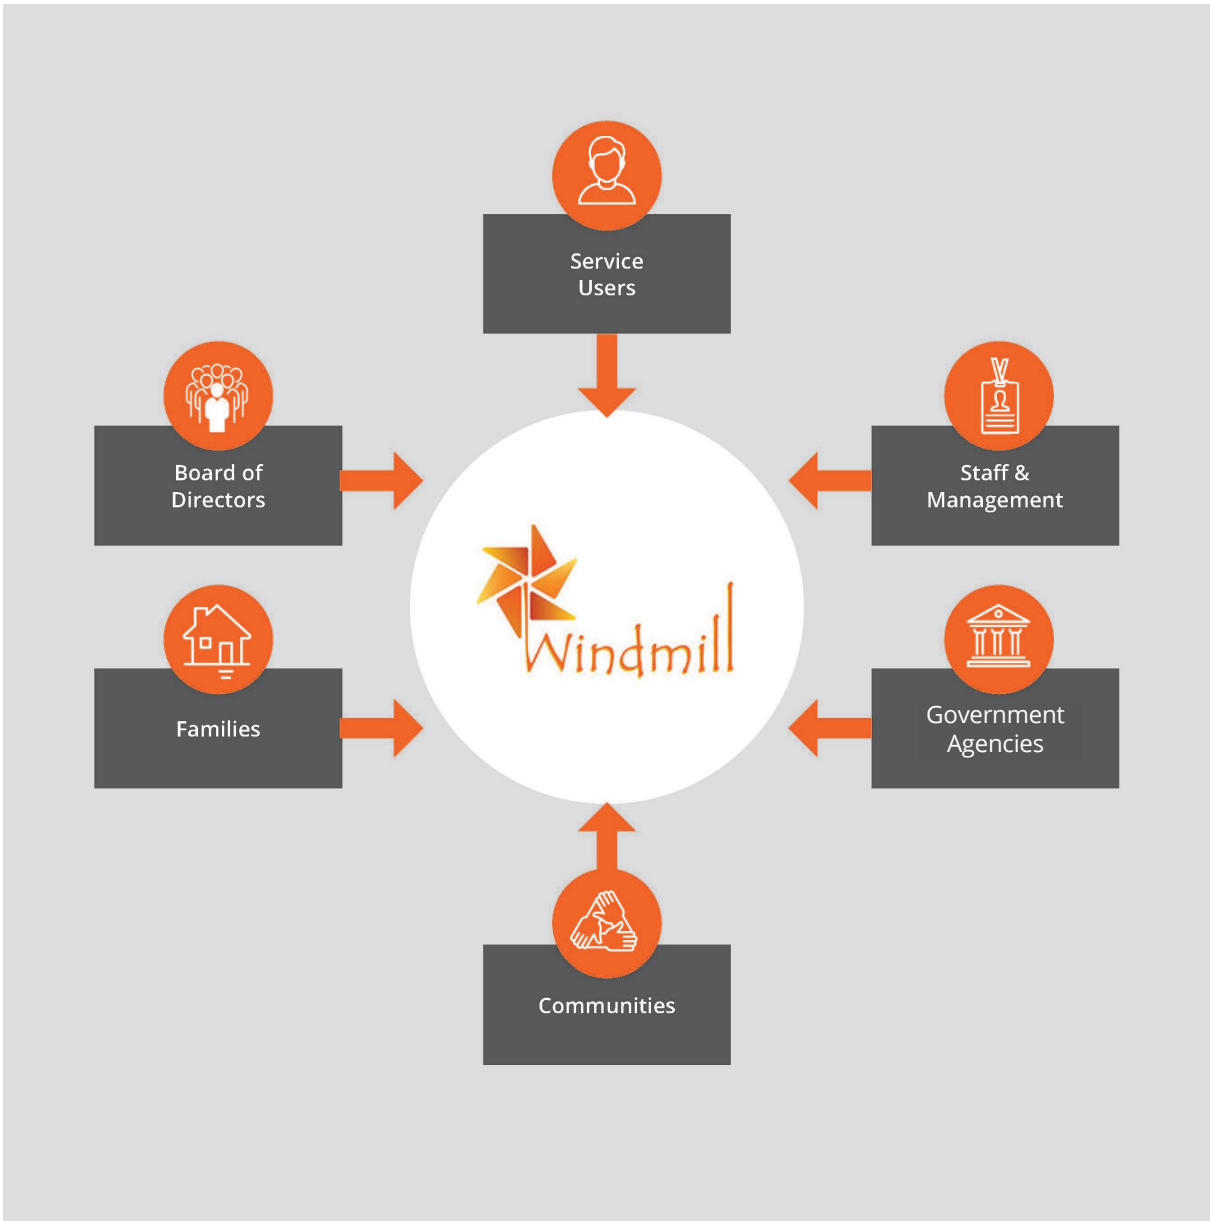 Service
Users
Board of
Directors
Staff &
Management
Windmill
Families
Government
Agencies
Communities